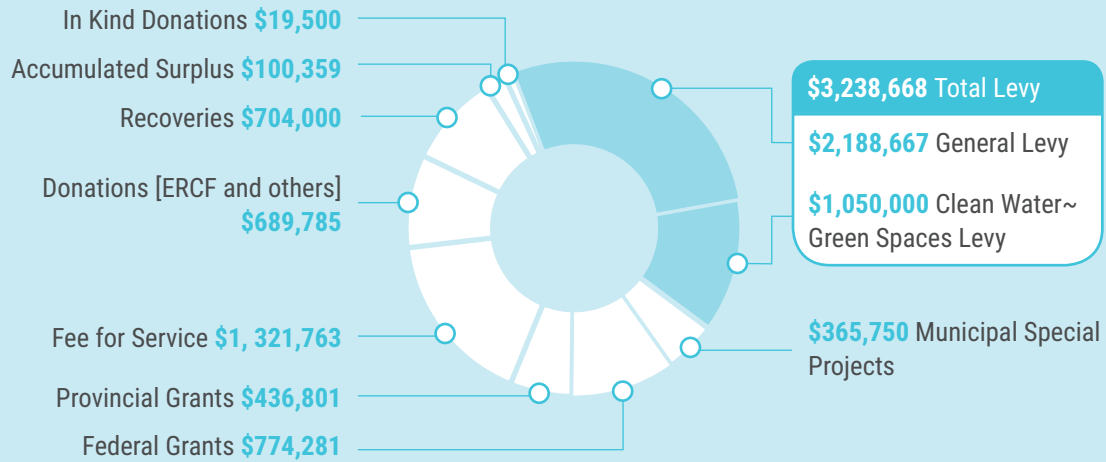 In Kind Donations $19,500
Accumulated Surplus $100,359
Recoveries $704,000
Donations [ERCF and others]
$689,785
Fee for Service $1, 321,763
Provincial Grants $436,801
Federal Grants $774,281
$3,238,668 Total Levy
$2,188,667 General Levy
$1,050,000 Clean Water~
Green Spaces Levy
$365,750 Municipal Special
Projects